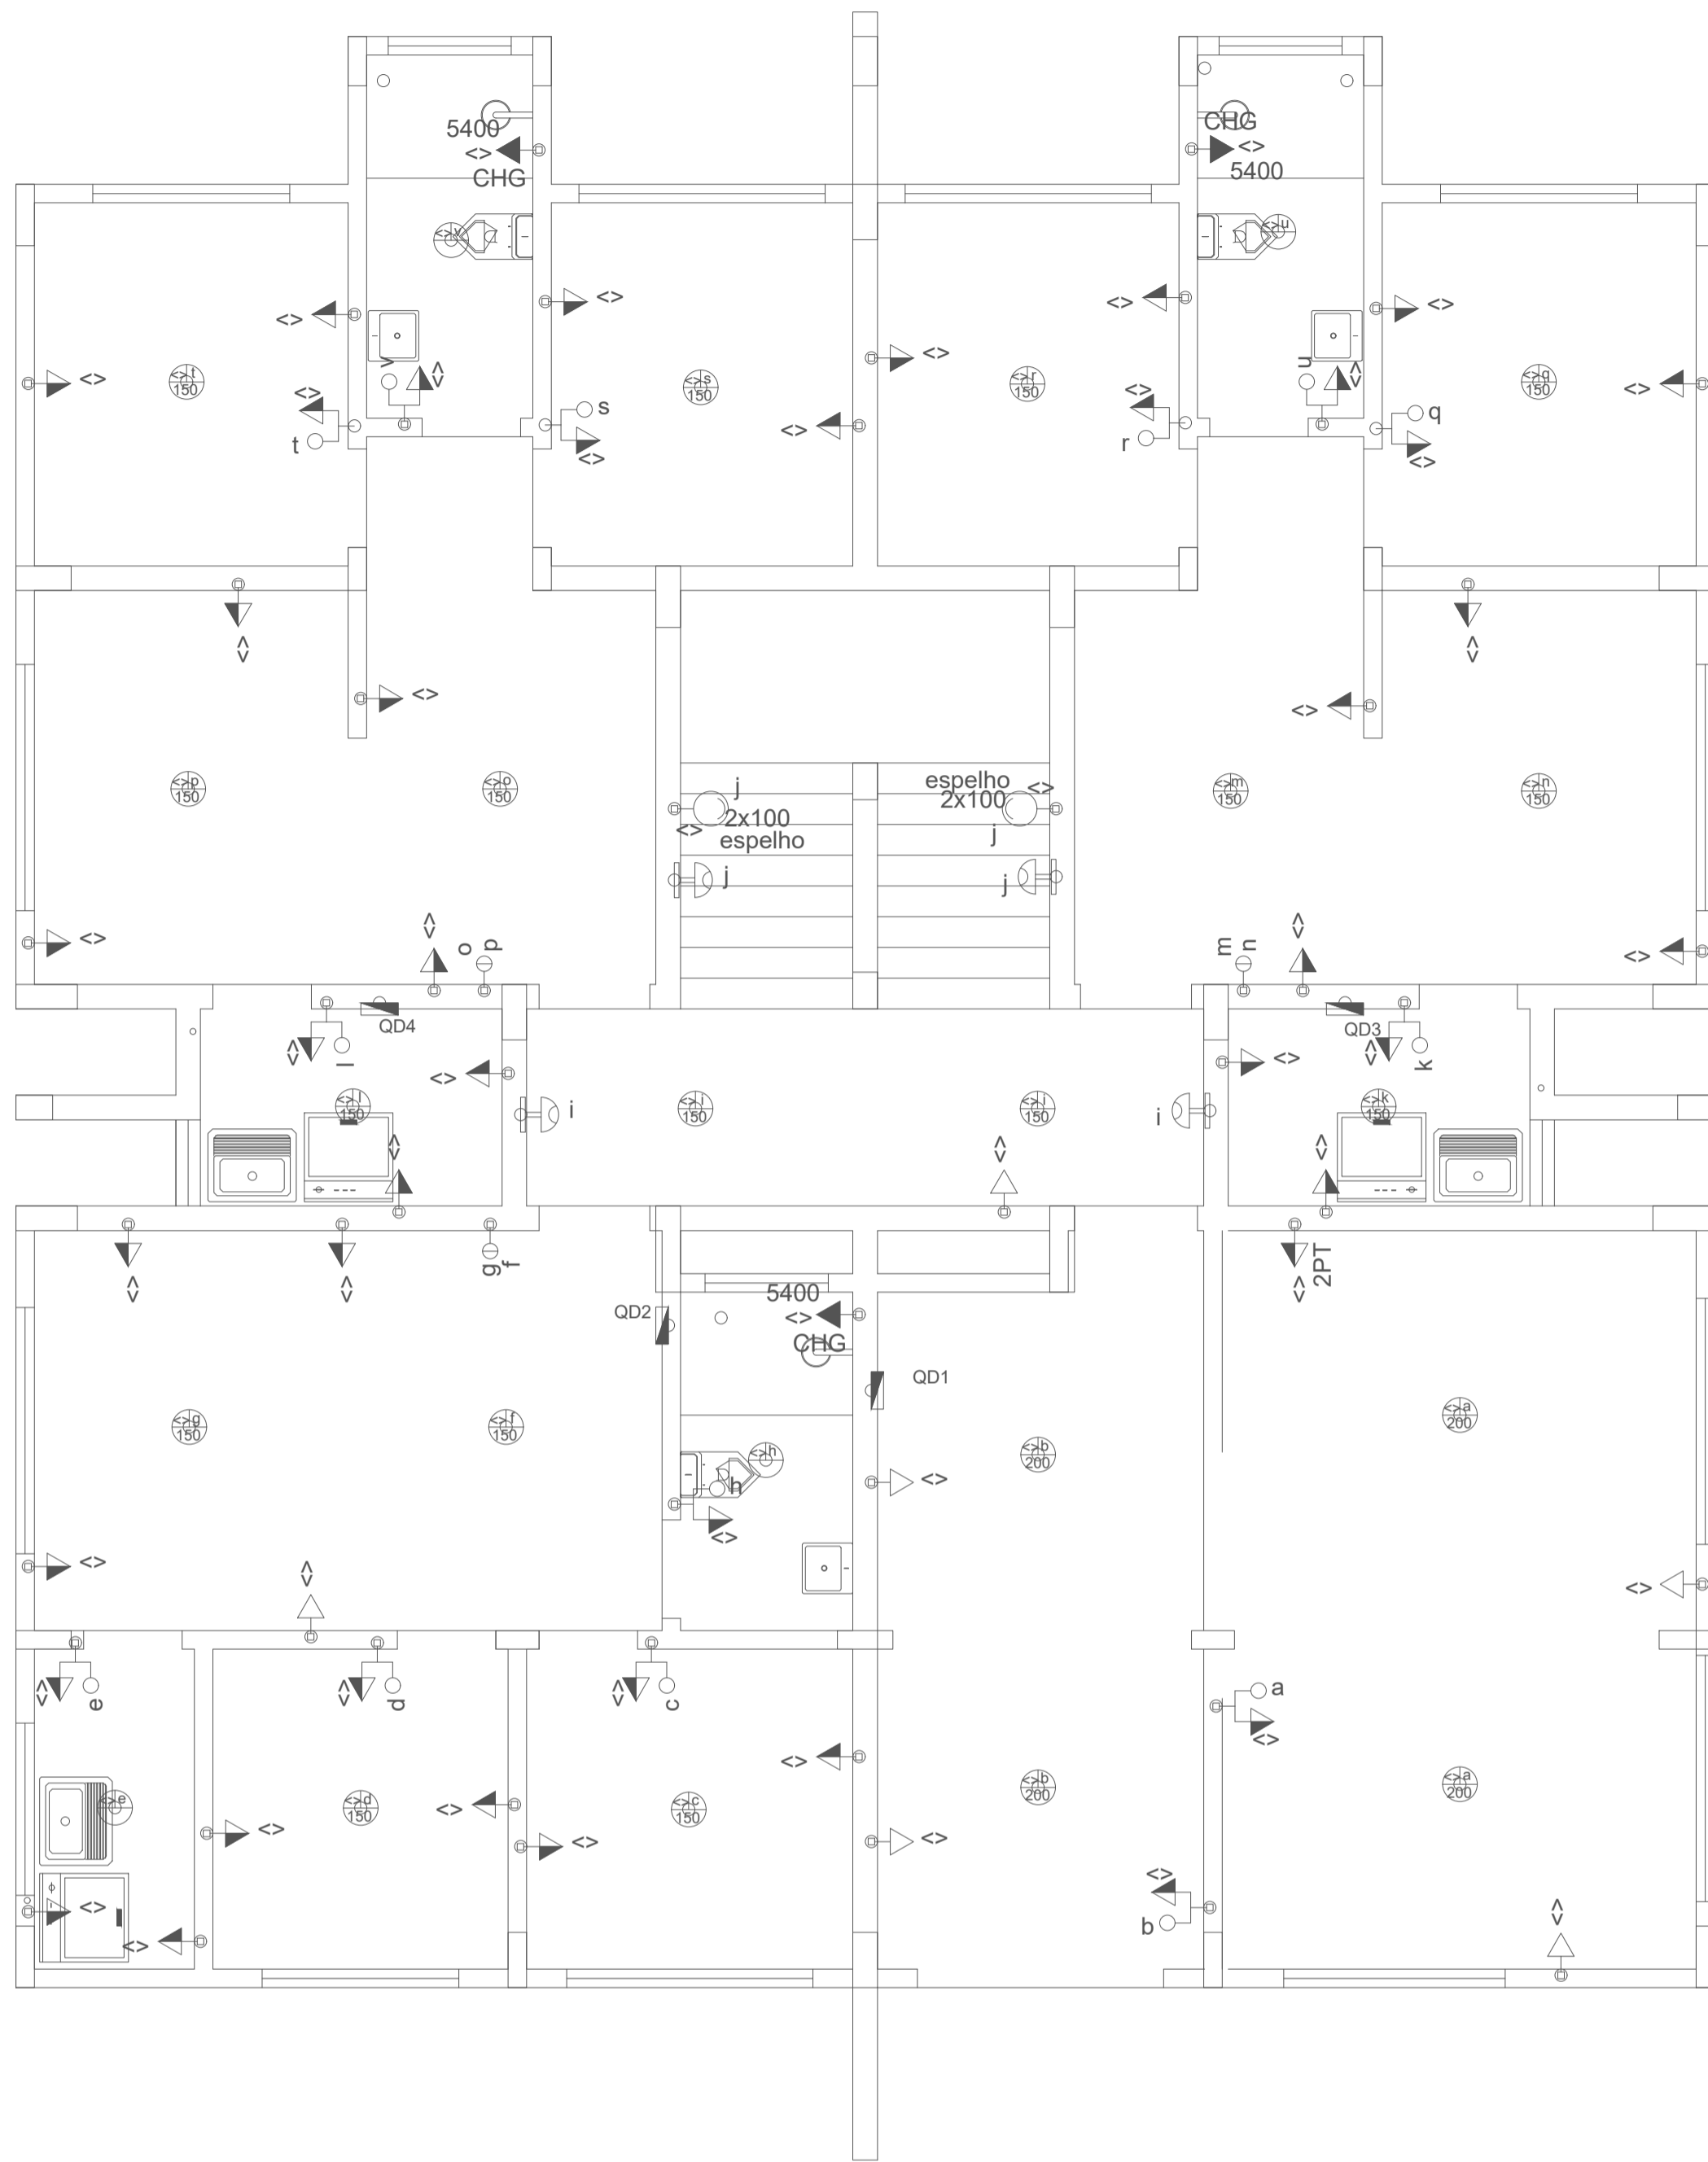 5400
<>
CHG
CHG
<>
5400
<> v
<> u
<>
<>
<>
<>
<>
<> t
150
<>
v
<>
<> s
150
<>
<> r
150
u
<>
<> q
150
<>
<>
t
s
<>
<>
<>
r
q
<>
<>
<>
<>
<>
<> p
150
<> o
150
j
2x100
<>
espelho
espelho
<>
2x100
j
<> m
150
<> n
150
j
j
<>
<>
o
p
m
n
<>
<>
QD4
QD3
<>
l
<>
<>
<>
k
<> l
150
i
<> i
150
<> i
150
i
<> k
150
<>
<>
<>
<>
<>
g
f
<>
2PT
5400
<>
CHG
QD2
QD1
<> g
150
<> f
150
<> h
<> b
200
<> a
200
h
<>
<>
<>
<>
<>
<>
e
<>
d
<>
c
a
<>
<>
<> e
<> d
150
<>
<> c
150
<> b
200
<> a
200
<>
<>
<>
<>
<>
<>
b
<>